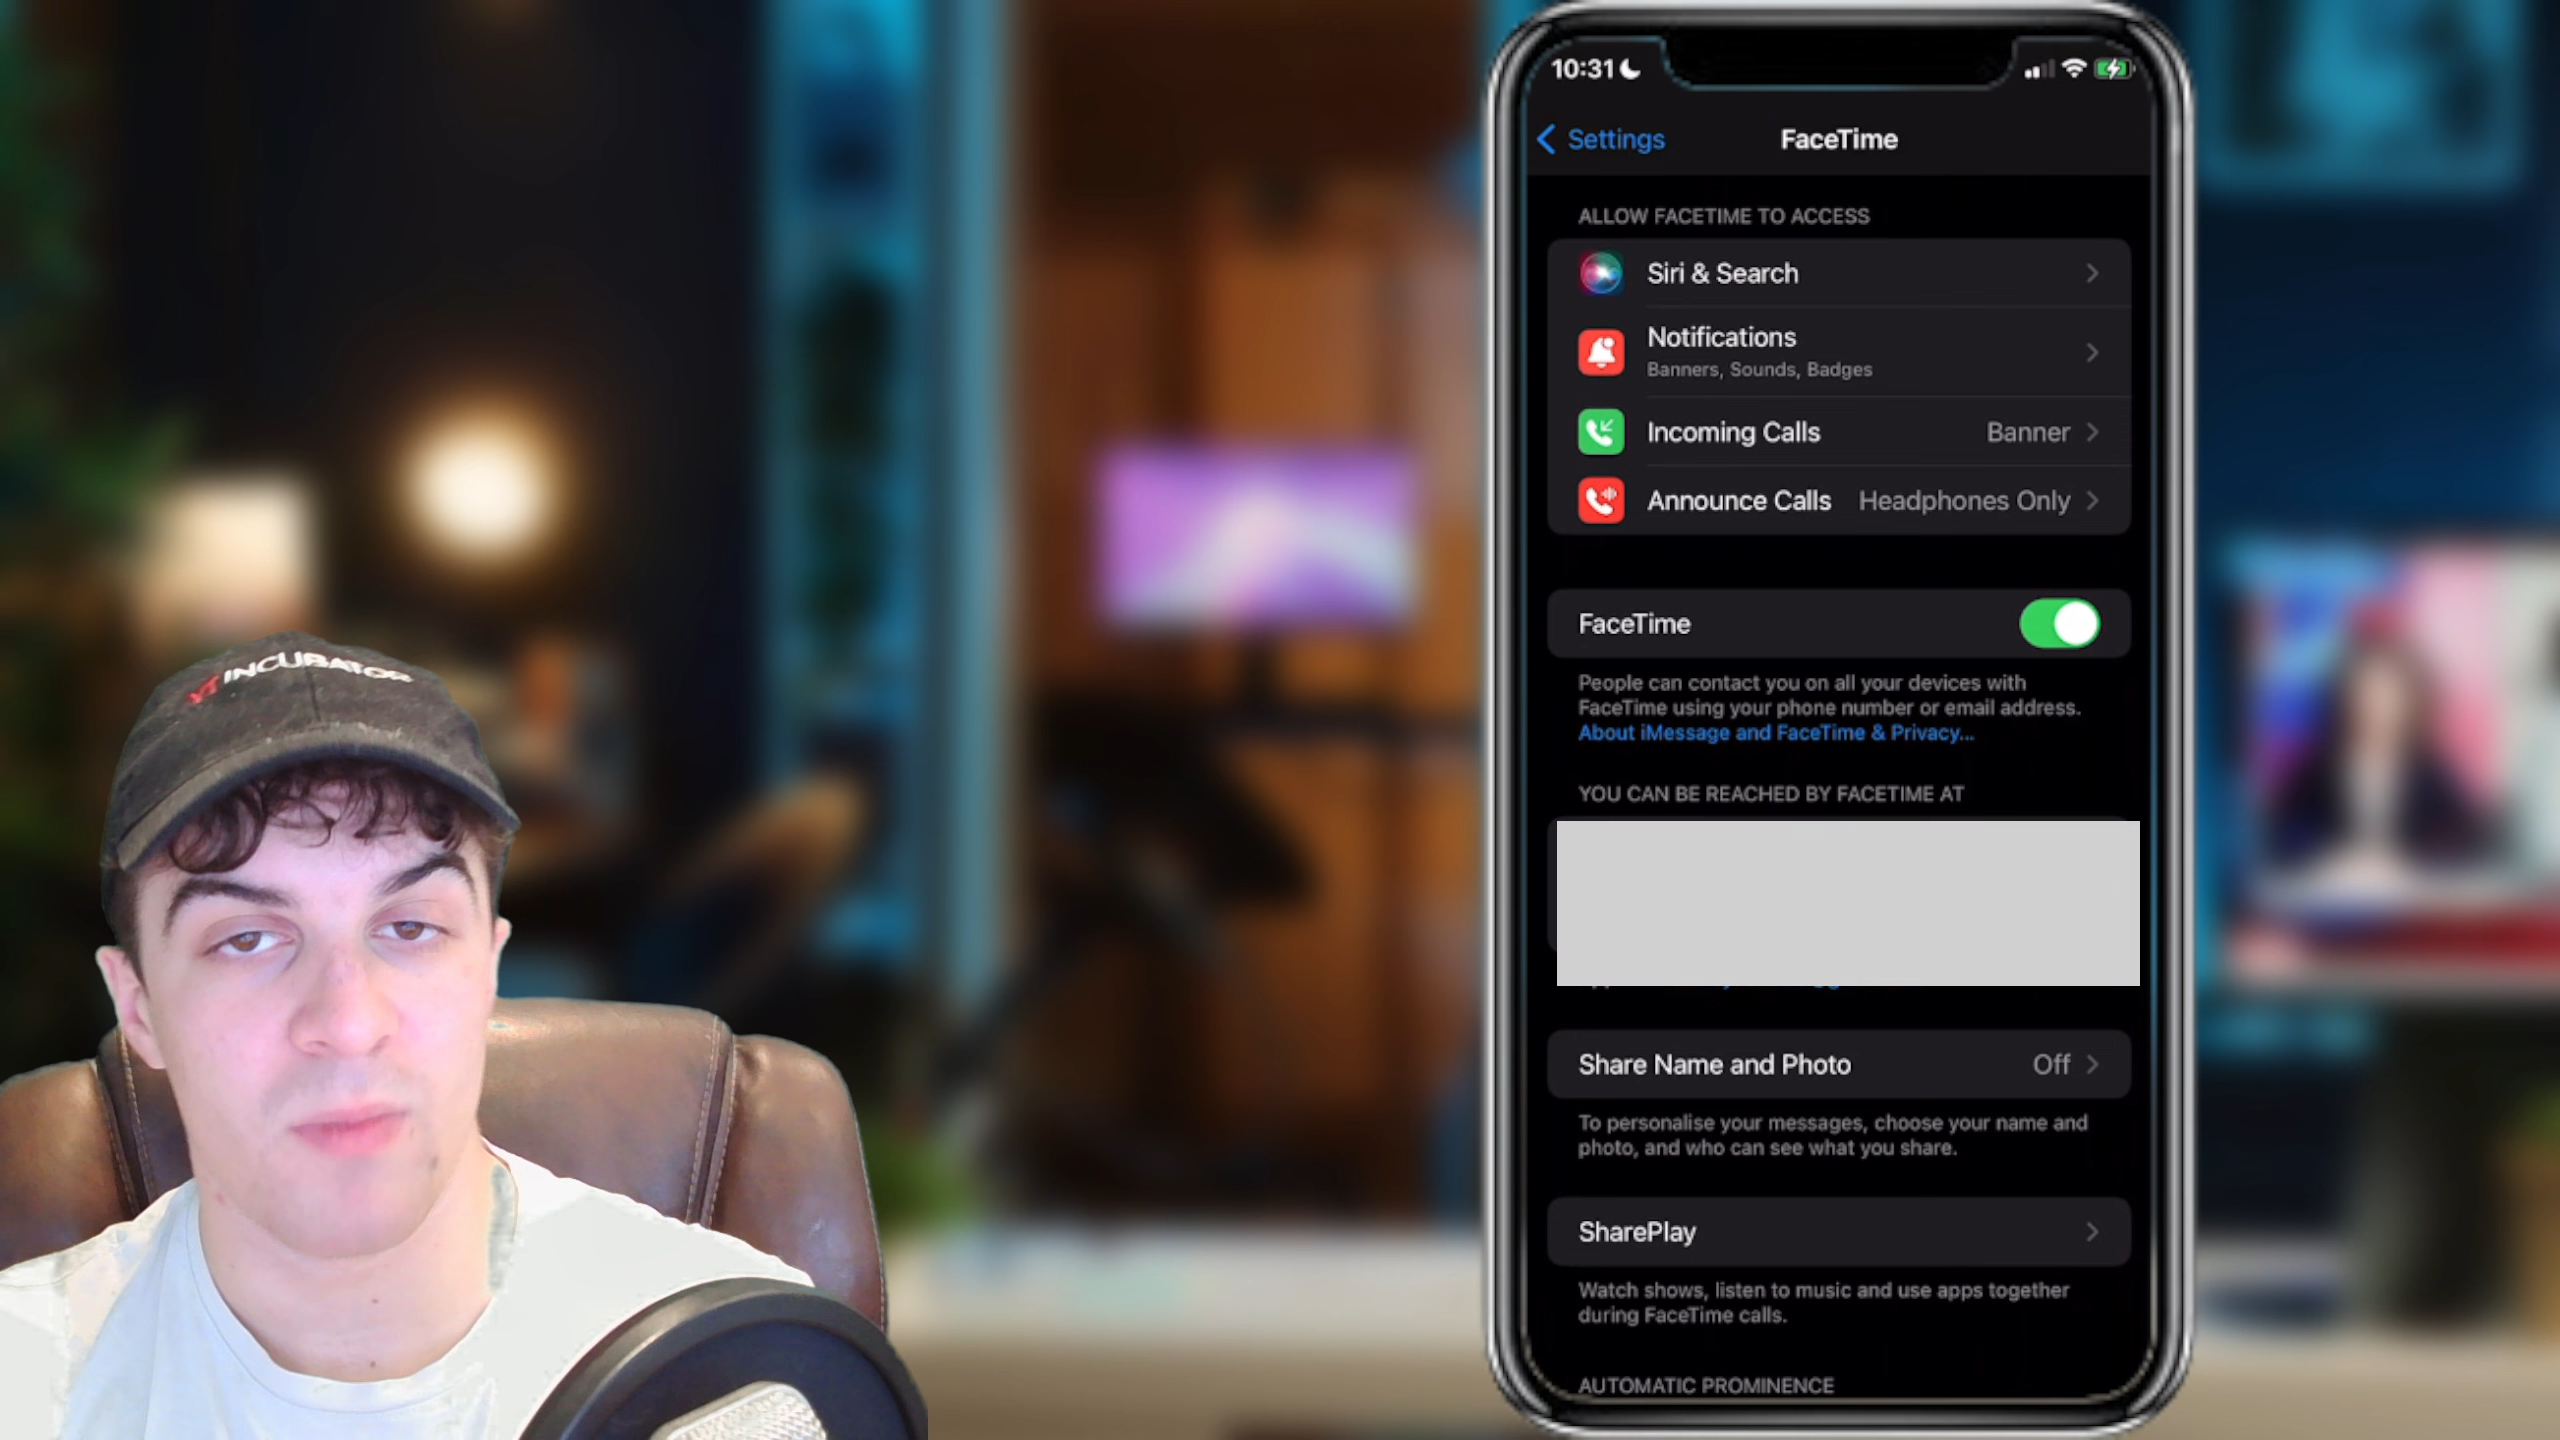 YT INCUBATOR
10:31
Settings
FaceTime
ALLOW FACETIME TO ACCESS
Siri & Search
Notifications
Banners, Sounds, Badges
Incoming Calls Banner
Announce Calls Headphones Only
FaceTime
People can contact you on all your devices with
FaceTime using your phone number or email address.
About iMessage and FaceTime & Privacy...
YOU CAN BE REACHED BY FACETIME AT
Share Name and Photo Off
To personalise your messages, choose your name and
photo, and who can see what you share.
SharePlay
Watch shows, listen to music and use apps together
during FaceTime calls.
AUTOMATIC PROMINENCE